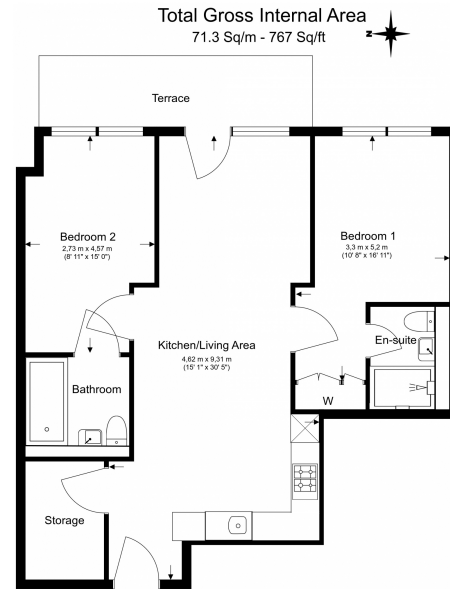 Total Gross Internal Area
71.3 Sq/m - 767 Sq/ft
N
Terrace
Bedroom 2
2,73 m x 4,57 m
(8' 11" x 15' 0")
Bedroom 1
3,3 m x 5,2 m
(10' 8" x 16' 11")
Kitchen/Living Area
4,62 m x 9,31 m
(15' 1" x 30' 5")
En-suite
Bathroom
W
Storage